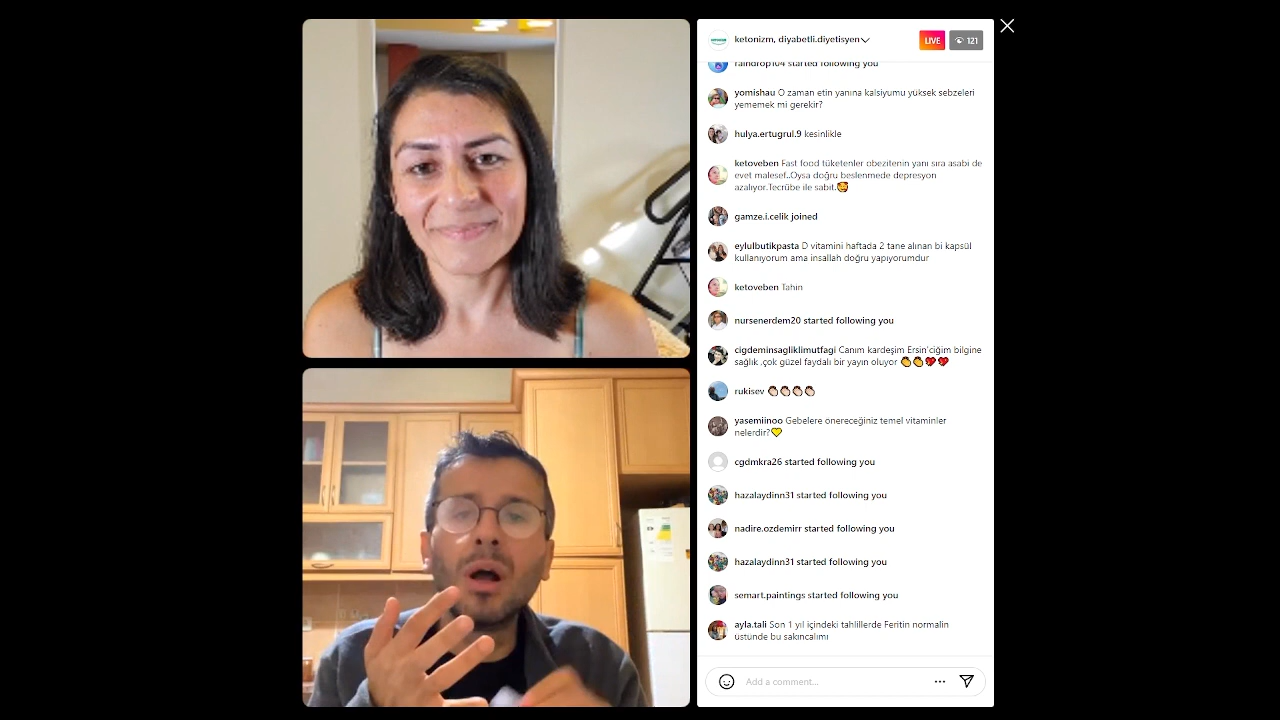 ketonizm, diyabetli.diyetisyen
LIVE
121
raindrop104 started following you
yomishau O zaman etin yanına kalsiyumu yüksek sebzeleri
yememek mi gerekir?
hulya.ertugrul.9 kesinlikle
ketoveben Fast food tüketenler obezitenin yanı sıra asabi de
evet malesef..Oysa doğru beslenmede depresyon
azalıyor.Tecrübe ile sabit.🥰
gamze.i.celik joined
eylulbutikpasta D vitamini haftada 2 tane alınan bi kapsül
kullanıyorum ama insallah doğru yapıyorumdur
ketoveben Tahın
nursenerdem20 started following you
cigdeminsagliklimutfagi Canım kardeşim Ersin'ciğim bilgine
sağlık ,çok güzel faydalı bir yayın oluyor 👏👏💖💖
rukisev 👏🏻👏🏻👏🏻👏🏻
yasemiinoo Gebelere önereceğiniz temel vitaminler
nelerdir?💛
cgdmkra26 started following you
hazalaydinn31 started following you
nadire.ozdemirr started following you
hazalaydinn31 started following you
semart.paintings started following you
ayla.tali Son 1 yıl içindeki tahlillerde Feritin normalin
üstünde bu sakıncalımı
Add a comment...